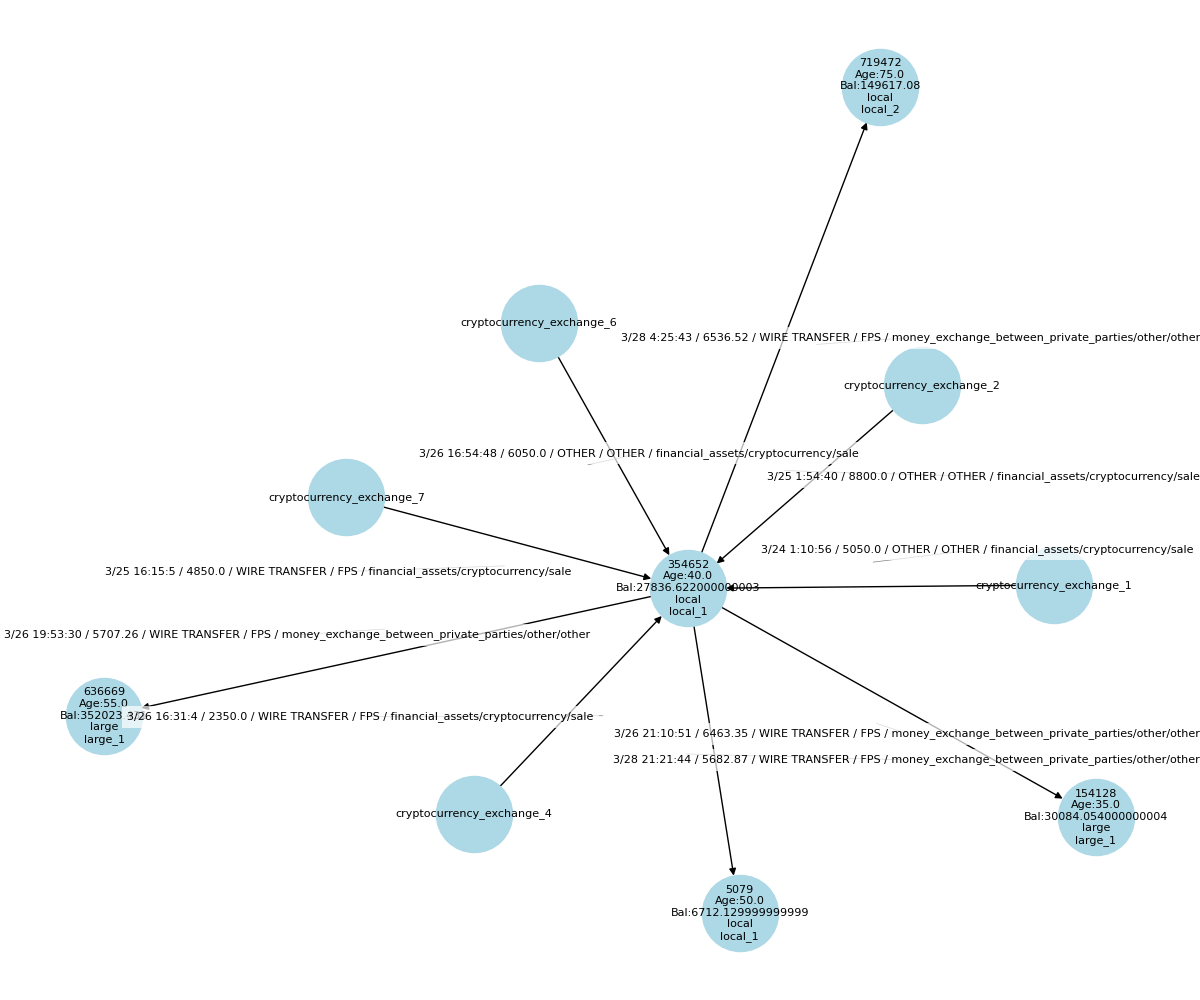 719472
Age:75.0
Bal:149617.08
local
local_2
cryptocurrency_exchange_6
3/28 4:25:43 / 6536.52 / WIRE TRANSFER / FPS / money_exchange_between_private_parties/other/other
cryptocurrency_exchange_2
3/26 16:54:48 / 6050.0 / OTHER / OTHER / financial_assets/cryptocurrency/sale
3/25 1:54:40 / 8800.0 / OTHER / OTHER / financial_assets/cryptocurrency/sale
cryptocurrency_exchange_7
3/24 1:10:56 / 5050.0 / OTHER / OTHER / financial_assets/cryptocurrency/sale
354652
Age:40.0
Bal:27836.622000000003
local
local_1
3/25 16:15:5 / 4850.0 / WIRE TRANSFER / FPS / financial_assets/cryptocurrency/sale
cryptocurrency_exchange_1
3/26 19:53:30 / 5707.26 / WIRE TRANSFER / FPS / money_exchange_between_private_parties/other/other
636669
Age:55.0
Bal:352023
large
large_1
3/26 16:31:4 / 2350.0 / WIRE TRANSFER / FPS / financial_assets/cryptocurrency/sale
3/26 21:10:51 / 6463.35 / WIRE TRANSFER / FPS / money_exchange_between_private_parties/other/other
3/28 21:21:44 / 5682.87 / WIRE TRANSFER / FPS / money_exchange_between_private_parties/other/other
cryptocurrency_exchange_4
154128
Age:35.0
Bal:30084.054000000004
large
large_1
5079
Age:50.0
Bal:6712.129999999999
local
local_1